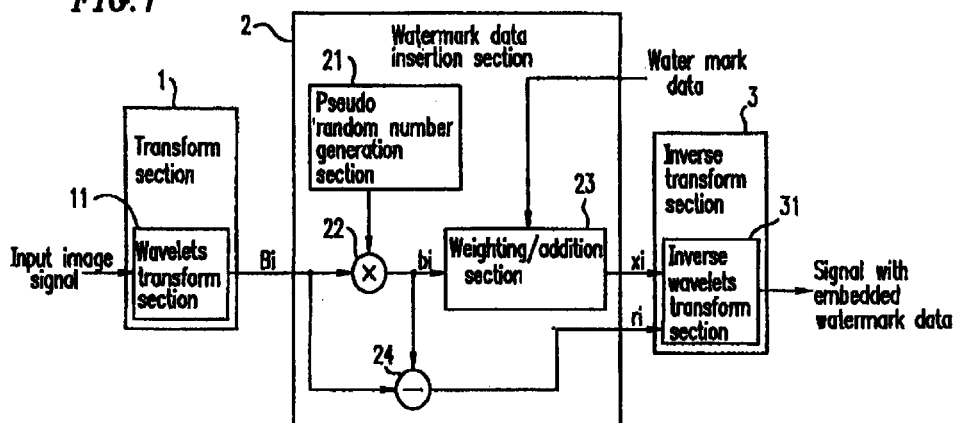 FIG. 7
2
Watermark data
insertion section
21
Pseudo
random number
generation
section
Water mark
data
1
Transform
section
3
Inverse
transform
section
11
Wavelets
transform
section
Input image
signal
Bi
22
×
bi
23
Weighting/addition
section
xi
31
Inverse
wavelets
transform
section
ri
Signal with
embedded
watermark data
24
−